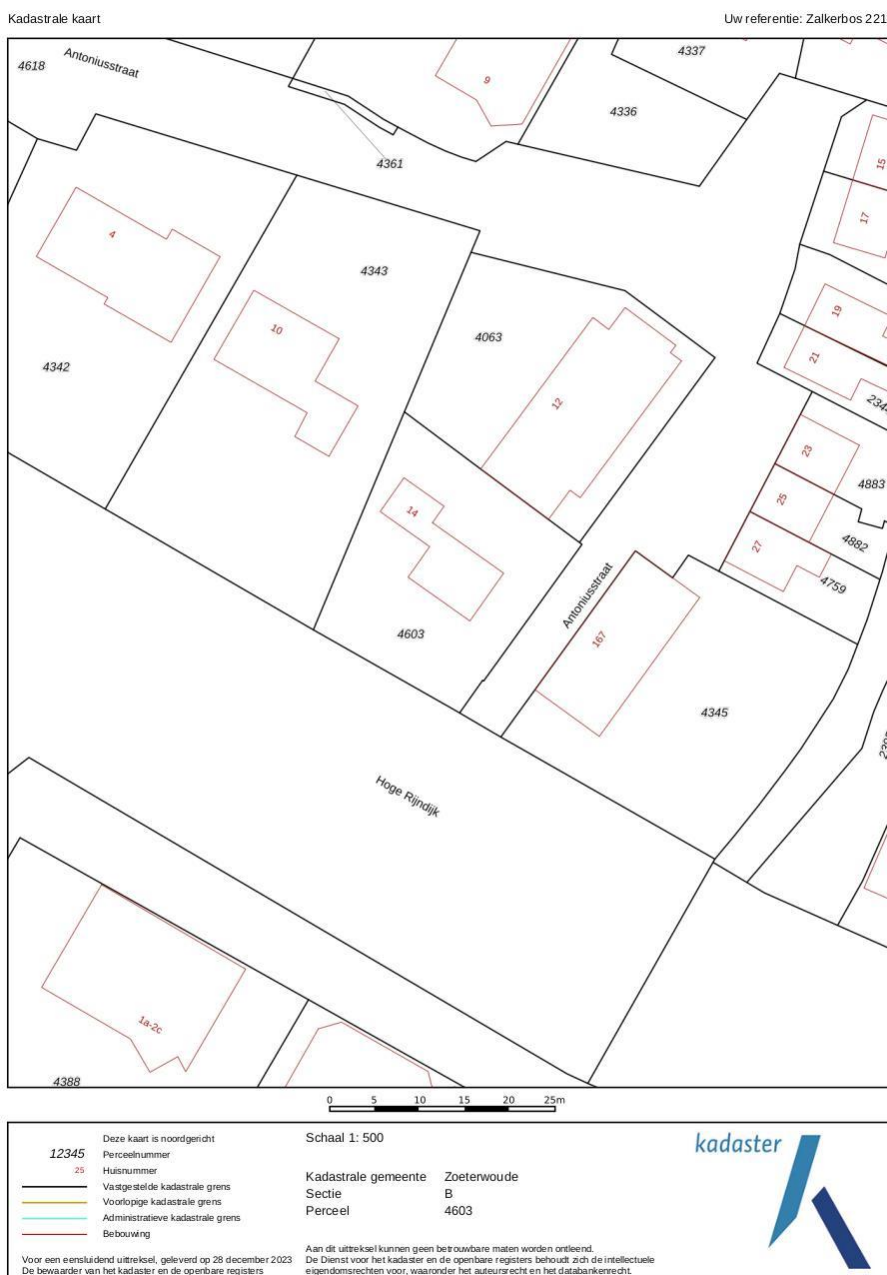 Kadastrale kaart
Uw referentie: Zalkerbos 221
4618
Antoniusstraat
9
4337
4336
4361
15
17
4
4343
10
4063
19
21
4342
12
23
4883
14
25
4882
27
4759
Antoniusstraat
4603
167
4345
Hoge Rijndijk
1a-2c
4388
0 5 10 15 20 25m
Deze kaart is noordgericht
12345 Perceelnummer
25 Huisnummer
Vastgestelde kadastrale grens
Voorlopige kadastrale grens
Administratieve kadastrale grens
Bebouwing
Voor een eensluidend uittreksel, geleverd op 28 december 2023
De bewaarder van het kadaster en de openbare registers
Schaal 1: 500
Kadastrale gemeente Zoeterwoude
Sectie B
Perceel 4603
Aan dit uittreksel kunnen geen betrouwbare maten worden ontleend.
De Dienst voor het kadaster en de openbare registers behoudt zich de intellectuele
eigendomsrechten voor, waaronder het auteursrecht en het databankenrecht.
kadaster